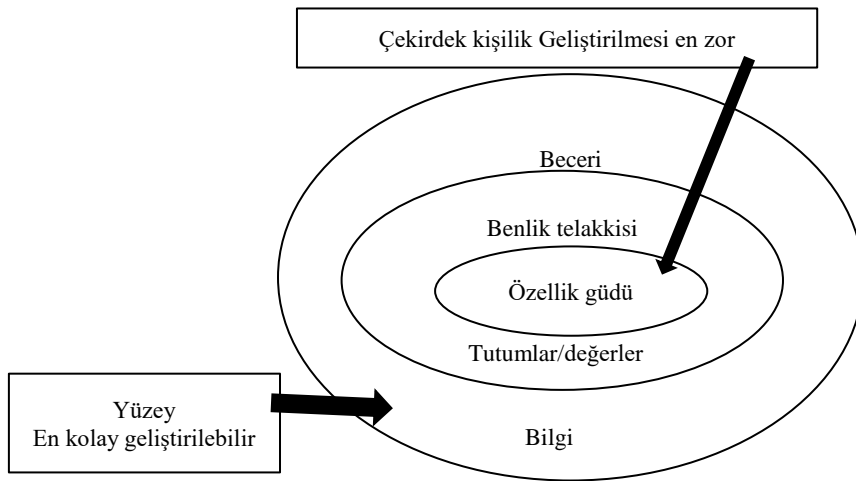 Çekirdek kişilik Geliştirilmesi en zor
Beceri
Benlik telakkisi
Özellik güdü
Tutumlar/değerler
Yüzey
En kolay geliştirilebilir
Bilgi